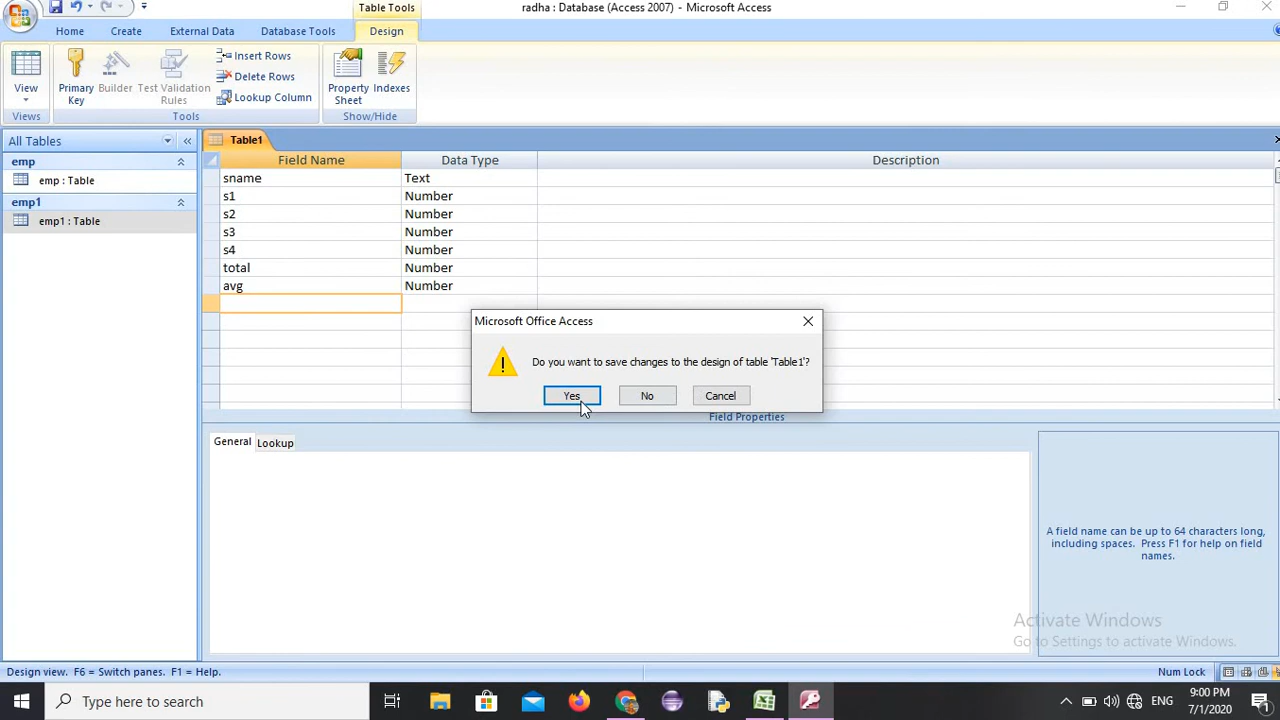 Table Tools
radha : Database (Access 2007) - Microsoft Access
Home
Create
External Data
Database Tools
Design
View
Primary Key
Builder
Test Validation Rules
Insert Rows
Delete Rows
Lookup Column
Property Sheet
Indexes
Views
Tools
Show/Hide
All Tables
emp
emp : Table
emp1
emp1 : Table
Table1
Field Name
Data Type
Description
sname
Text
s1
Number
s2
Number
s3
Number
s4
Number
total
Number
avg
Number
Microsoft Office Access
Do you want to save changes to the design of table 'Table1'?
Yes
No
Cancel
Field Properties
General
Lookup
A field name can be up to 64 characters long,
including spaces. Press F1 for help on field
names.
Activate Windows
Go to Settings to activate Windows.
Design view. F6 = Switch panes. F1 = Help.
Num Lock
Type here to search
ENG
9:00 PM
7/1/2020
1